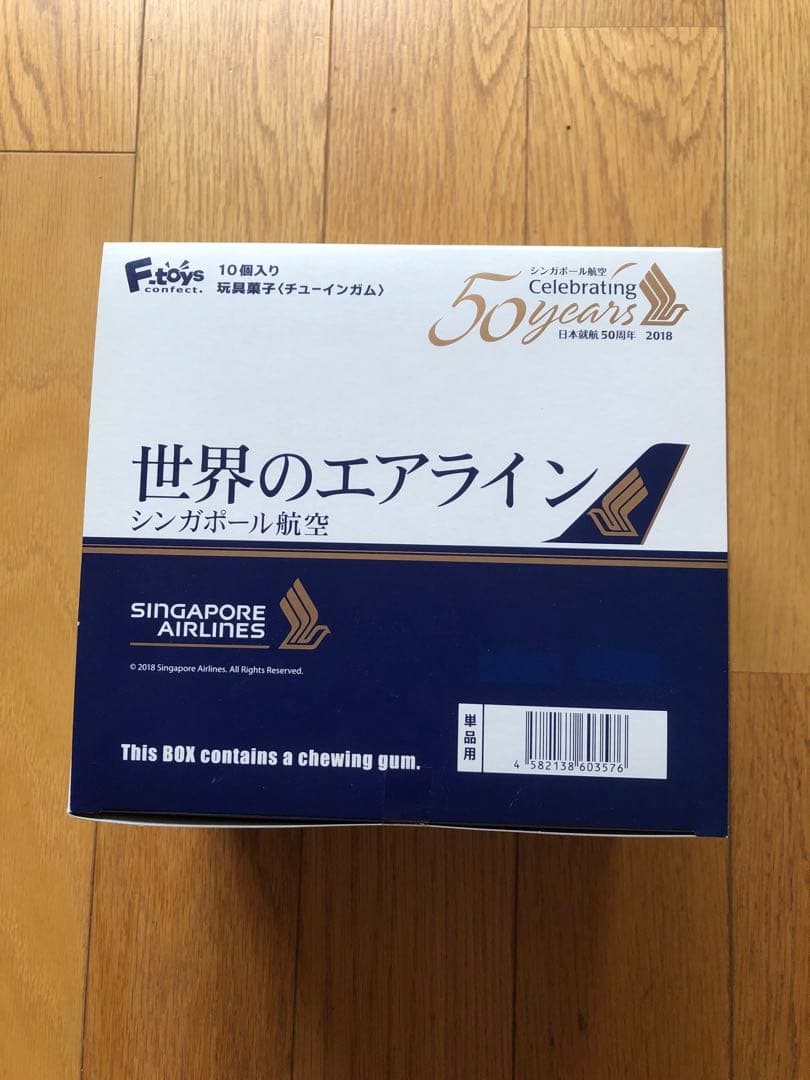 F-toys
confect.
10個入り
玩具菓子〈チューインガム〉
シンガポール航空
Celebrating
50 years
日本就航 50周年 2018
世界のエアライン
シンガポール航空
SINGAPORE
AIRLINES
© 2018 Singapore Airlines. All Rights Reserved.
This BOX contains a chewing gum.
単品用
4 582138 603576